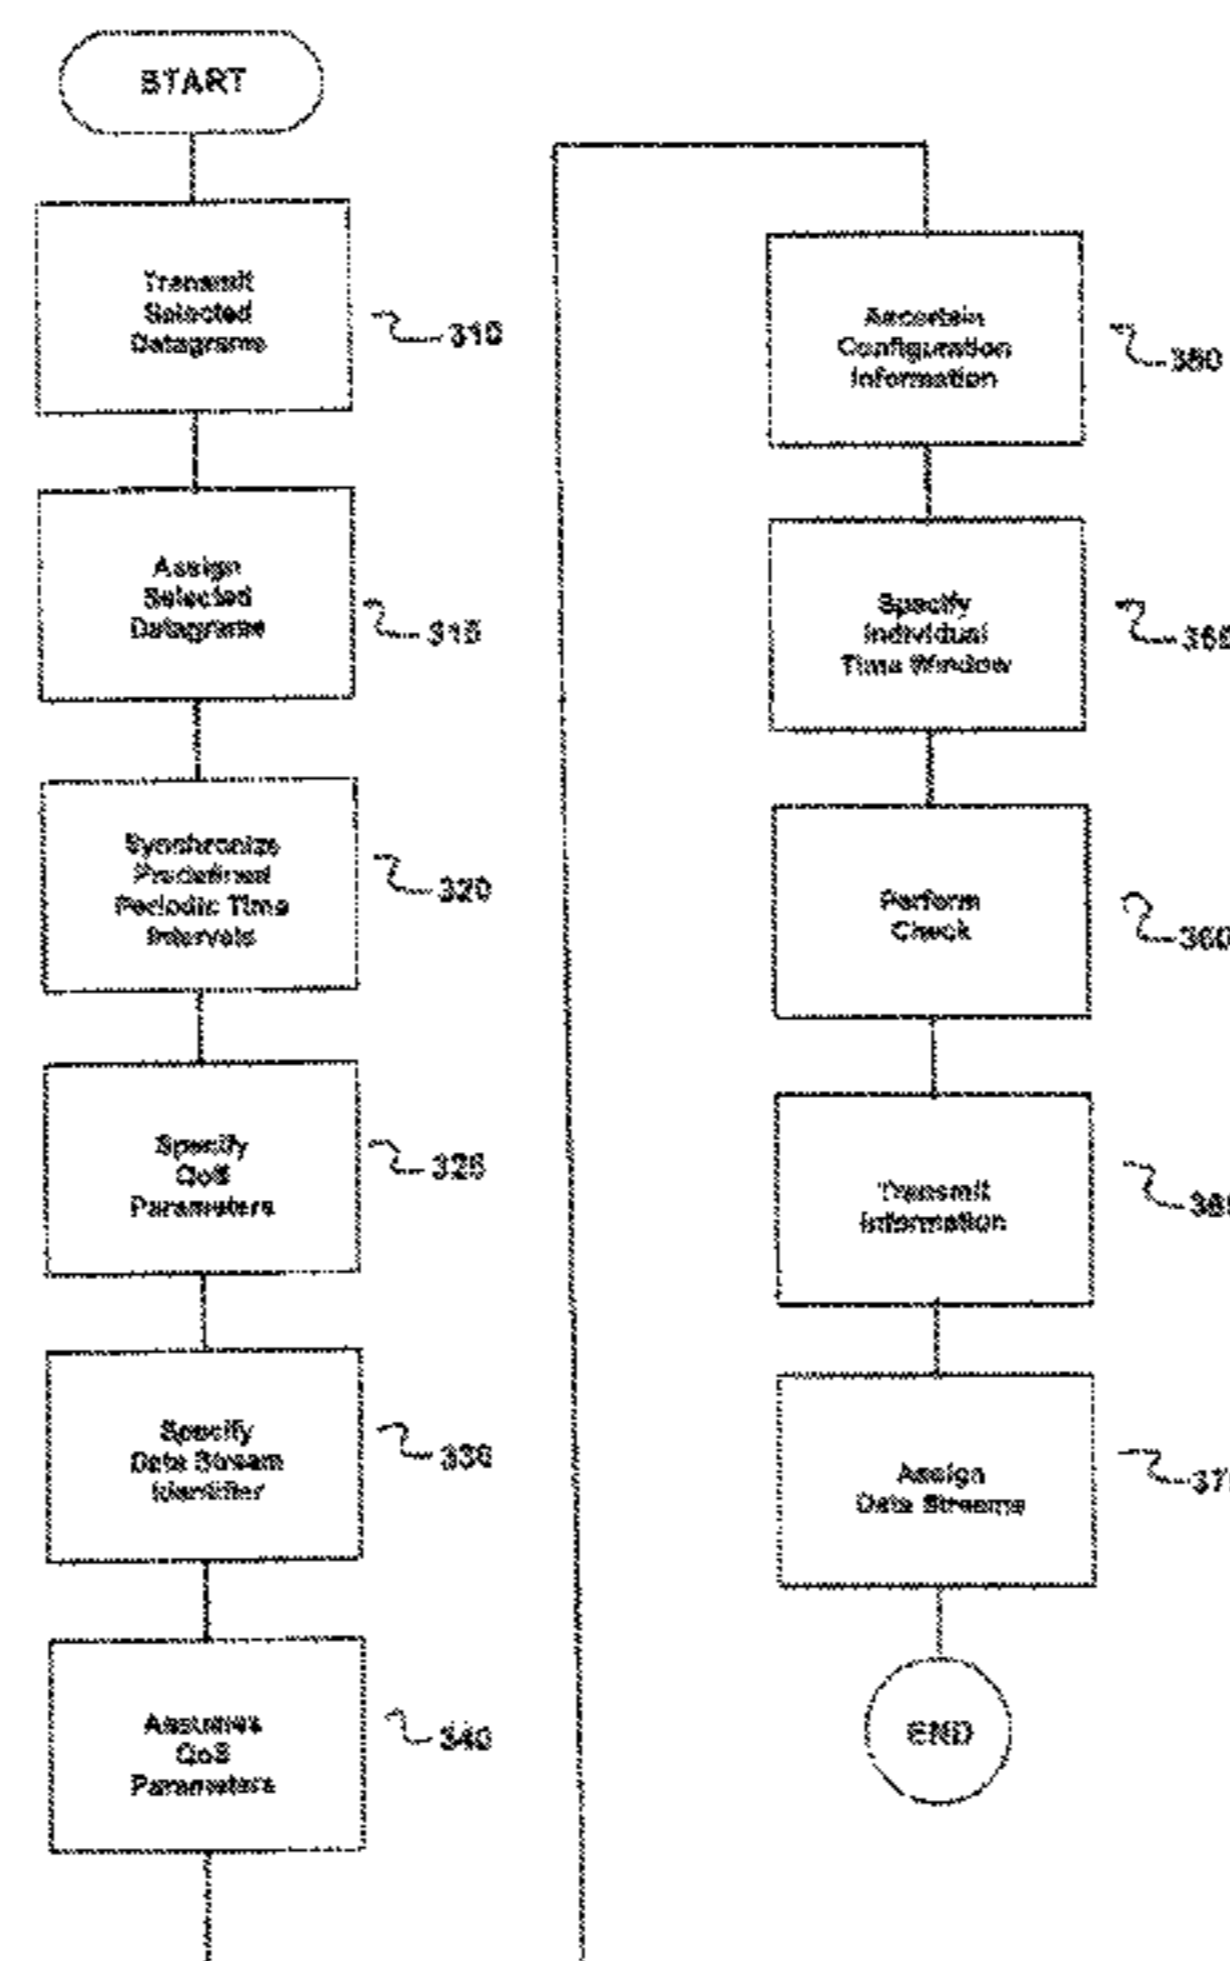 START
Transmit
Selected
Datagrams
310
Assign
Selected
Datagrams
315
Synchronize
Predefined
Periodic Time
Intervals
320
Specify
QoS
Parameters
325
Specify
Data Stream
Identifier
330
Assumes
QoS
Parameters
340
Ascertain
Configuration
Information
350
Specify
Individual
Time Window
Perform
Check
360
Transmit
Information
Assign
Data Streams
END